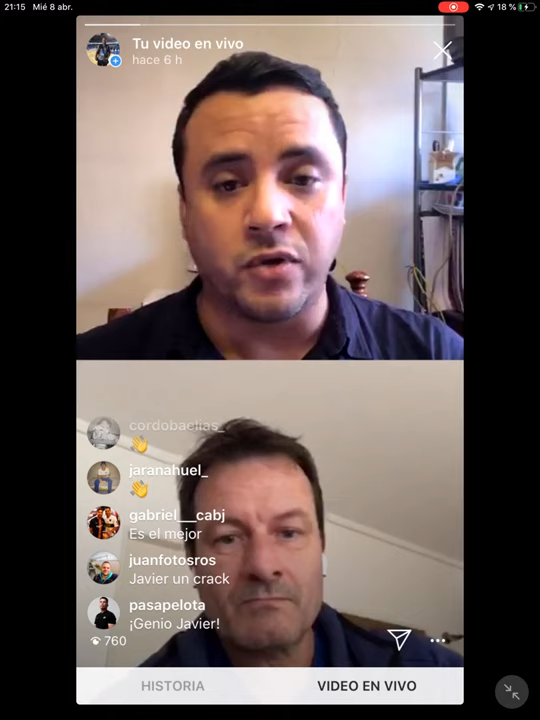 21:15 Mié 8 abr.
18 %
Tu video en vivo
hace 6 h
cordobaelias_
👏
jaranahuel_
👏
gabriel___cabj
Es el mejor
juanfotosros
Javier un crack
pasapelota
¡Genio Javier!
760
HISTORIA
VIDEO EN VIVO